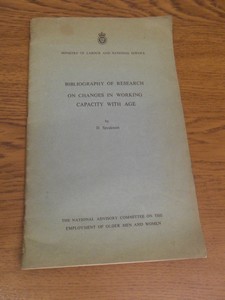 MINISTRY OF LABOUR AND NATIONAL SERVICE
BIBLIOGRAPHY OF RESEARCH
ON CHANGES IN WORKING
CAPACITY WITH AGE
by
THE NATIONAL ADVISORY COMMITTEE ON THE
EMPLOYMENT OF OLDER MEN AND WOMEN